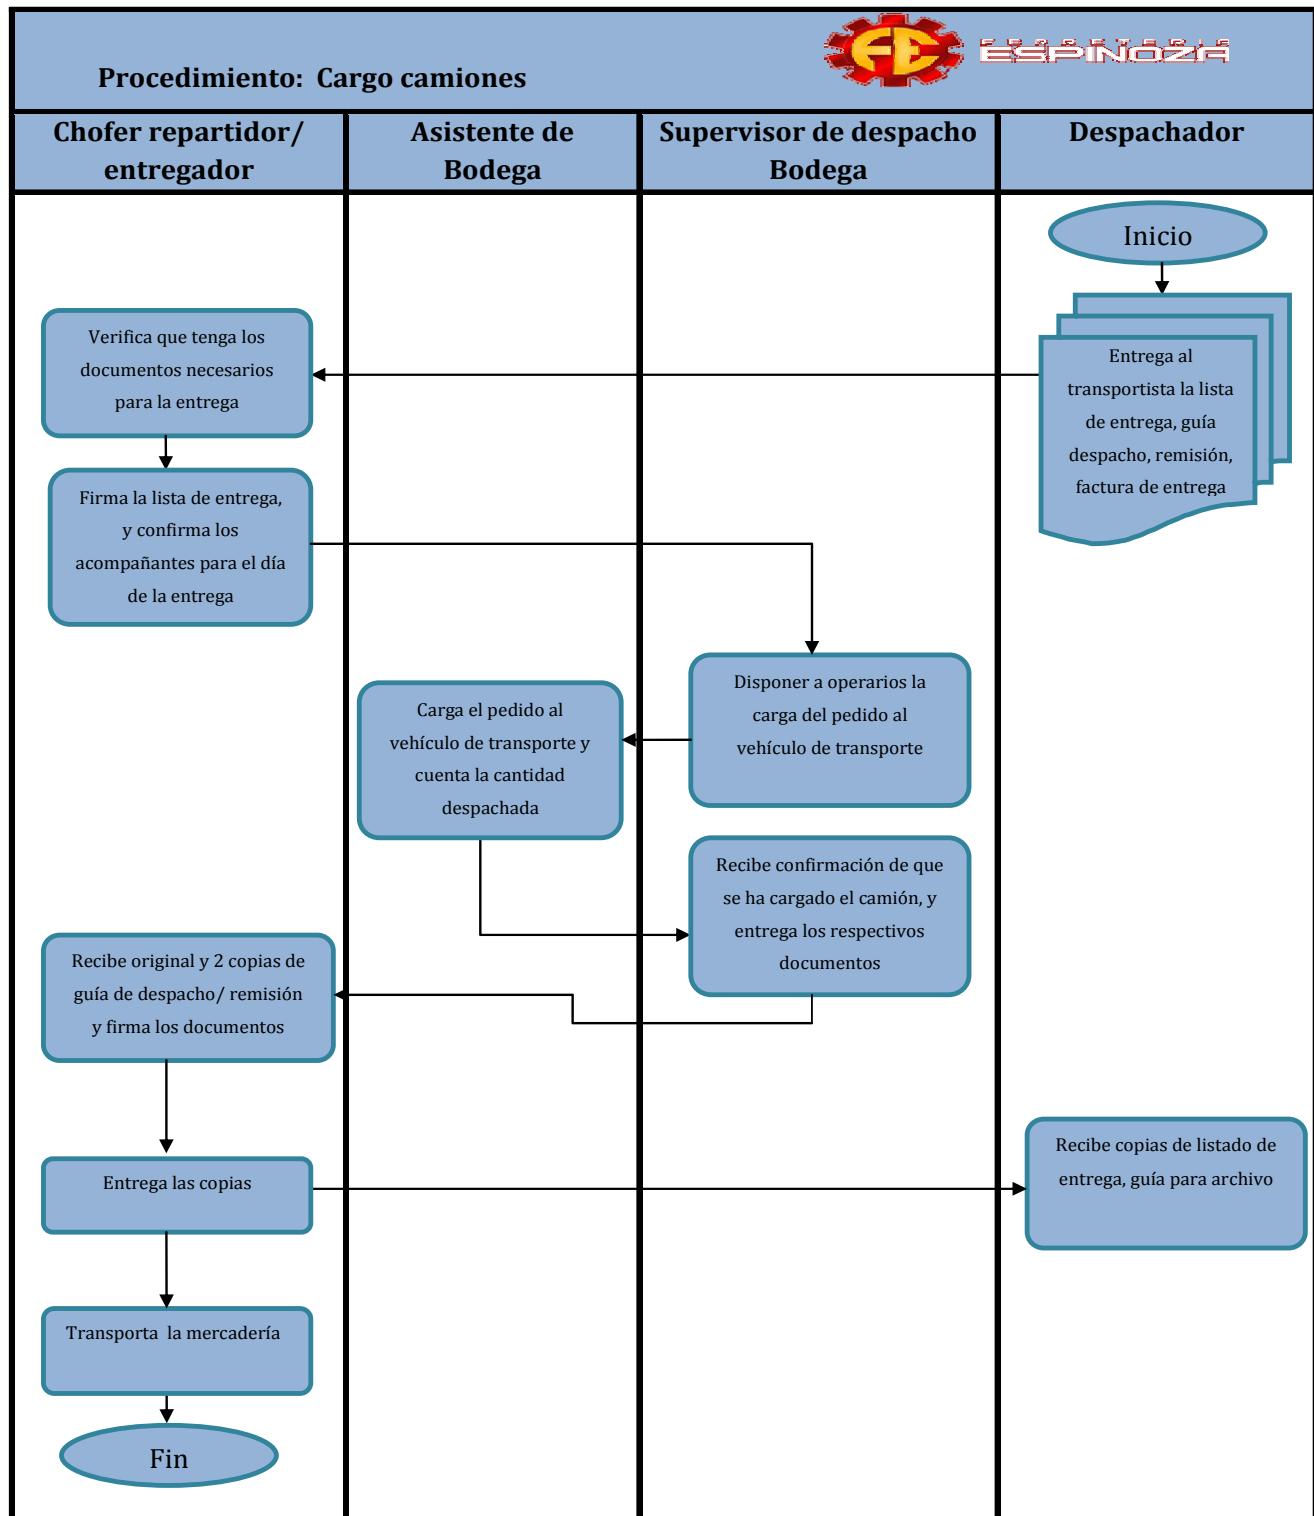 FERRETERIA
ESPINOZA
Procedimiento: Cargo camiones
Chofer repartidor/
entregador
Asistente de
Bodega
Supervisor de despacho
Bodega
Despachador
Inicio
Entrega al
transportista la lista
de entrega, guía
despacho, remisión,
factura de entrega
Verifica que tenga los
documentos necesarios
para la entrega
Firma la lista de entrega,
y confirma los
acompañantes para el día
de la entrega
Disponer a operarios la
carga del pedido al
vehículo de transporte
Carga el pedido al
vehículo de transporte y
cuenta la cantidad
despachada
Recibe confirmación de que
se ha cargado el camión, y
entrega los respectivos
documentos
Recibe original y 2 copias de
guía de despacho/ remisión
y firma los documentos
Entrega las copias
Recibe copias de listado de
entrega, guía para archivo
Transporta la mercadería
Fin